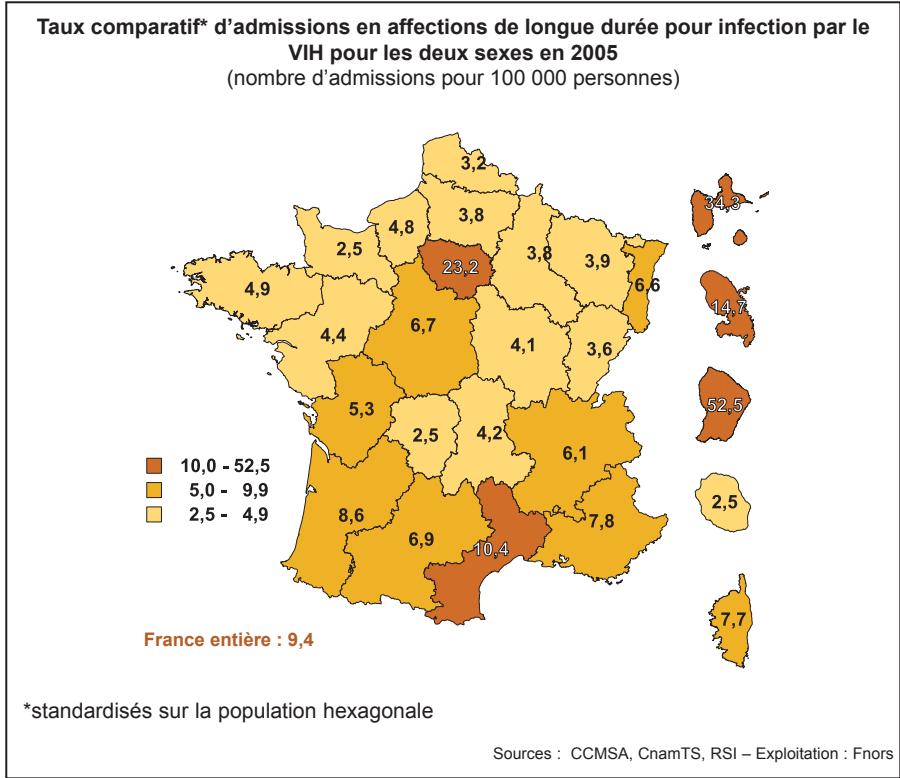 Taux comparatif* d'admissions en affections de longue durée pour infection par le
VIH pour les deux sexes en 2005
(nombre d'admissions pour 100 000 personnes)
3,2
34,3
4,8
3,8
2,5
23,2
3,8
3,9
6,6
4,9
14,7
6,7
4,4
4,1
3,6
5,3
52,5
2,5
4,2
6,1
10,0 - 52,5
5,0 - 9,9
2,5 - 4,9
2,5
8,6
7,8
6,9
10,4
7,7
France entière : 9,4
*standardisés sur la population hexagonale
Sources : CCMSA, CnamTS, RSI – Exploitation : Fnors